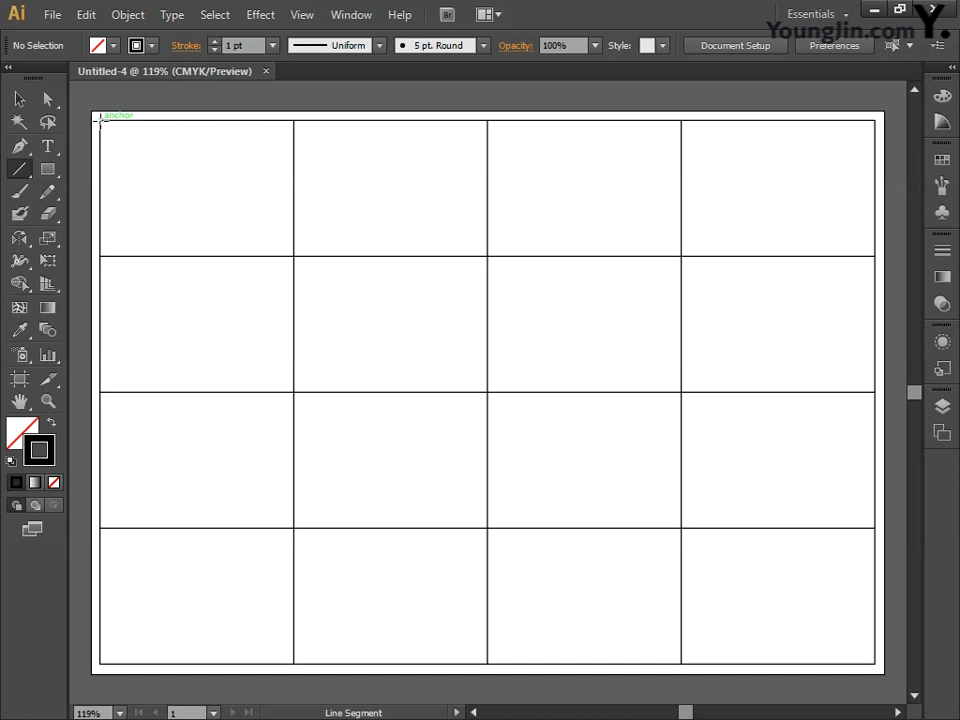 Ai File Edit Object Type Select Effect View Window Help Br Essentials
YoungJin.com Y.
No Selection Stroke: 1 pt Uniform 5 pt. Round Opacity: 100% Style: Document Setup Preferences
Untitled-4 @ 119% (CMYK/Preview) ×
anchor
T
119% 1 Line Segment